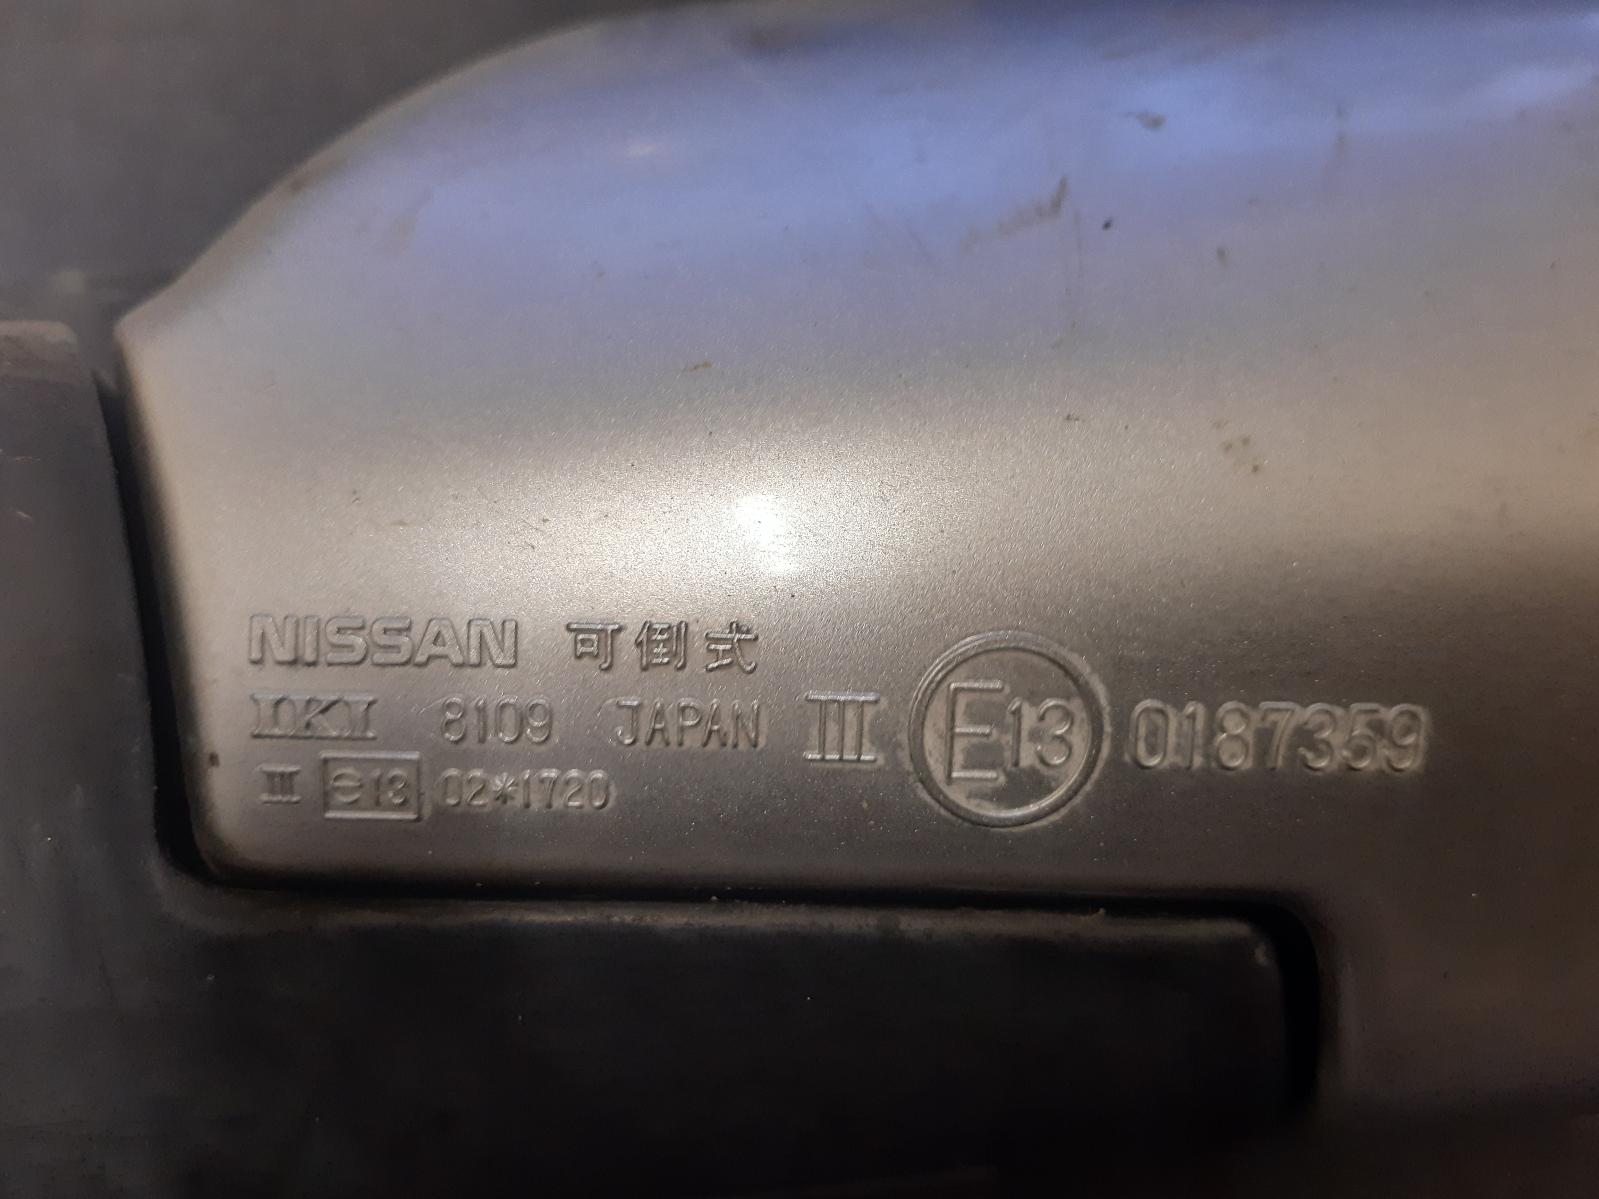 NISSAN 可倒式
IKI 8109 JAPAN III E13 0187359
III e13 02*1720